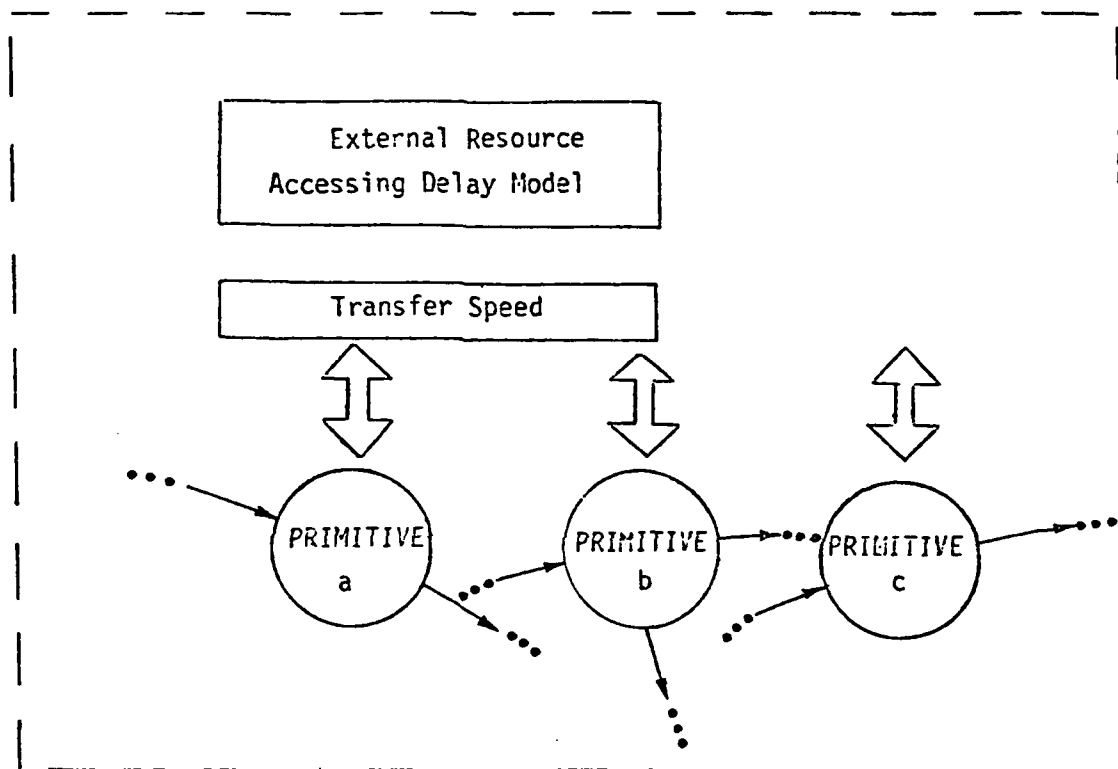 External Resource
Accessing Delay Model
Transfer Speed
PRIMITIVE
a
PRIMITIVE
b
PRIMITIVE
c